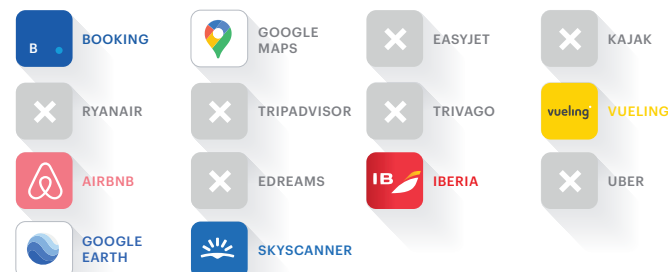 B.
BOOKING
GOOGLE
MAPS
EASYJET
KAJAK
RYANAIR
TRIPADVISOR
TRIVAGO
vueling
VUELING
AIRBNB
EDREAMS
IB
IBERIA
UBER
GOOGLE
EARTH
SKYSCANNER